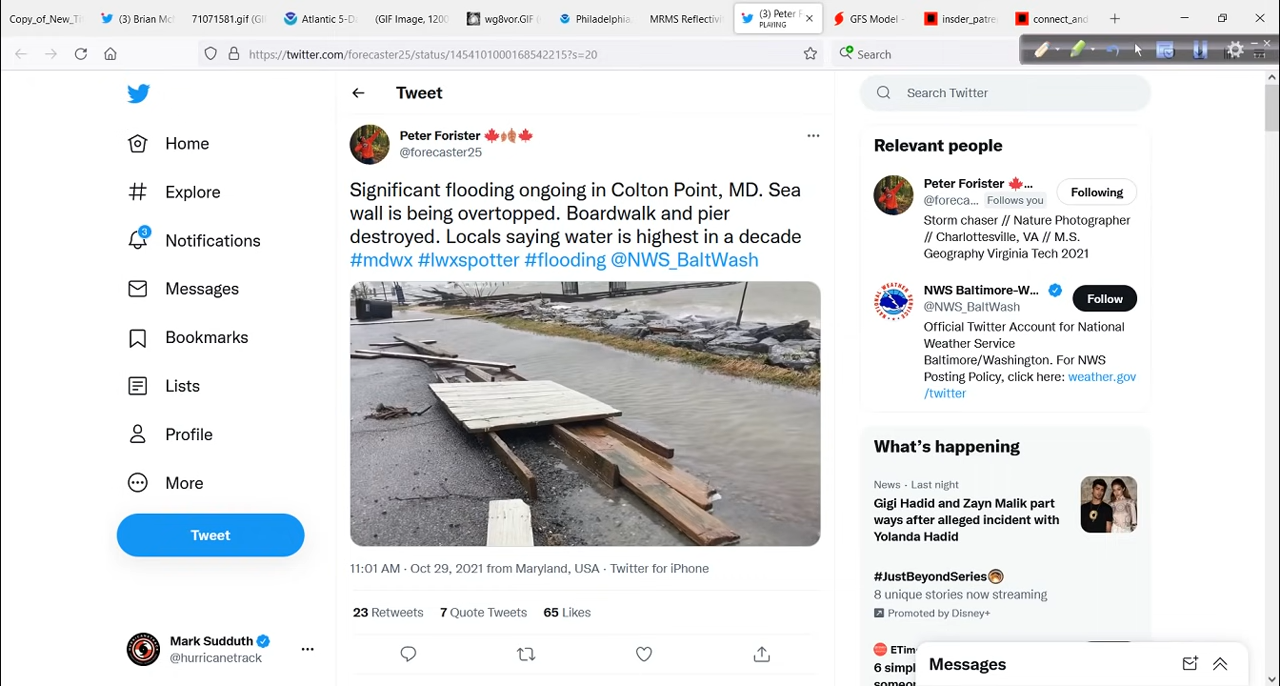 Copy_of_New_Ti
(3) Brian Mc
71071581.gif (GI
Atlantic 5-Da
(GIF Image, 1200
wg8vor.GIF (
Philadelphia,
MRMS Reflectivi
(3) Peter F
PLAYING
GFS Model -
insder_patre
connect_and
https://twitter.com/forecaster25/status/1454101000168542215?s=20
Search
Tweet
Search Twitter
Home
Explore
3
Notifications
Messages
Bookmarks
Lists
Profile
More
Tweet
Mark Sudduth
@hurricanetrack
Peter Forister
@forecaster25
Significant flooding ongoing in Colton Point, MD. Sea
wall is being overtopped. Boardwalk and pier
destroyed. Locals saying water is highest in a decade
#mdwx #lwxspotter #flooding @NWS_BaltWash
11:01 AM · Oct 29, 2021 from Maryland, USA · Twitter for iPhone
23 Retweets 7 Quote Tweets 65 Likes
Relevant people
Peter Forister ...
@foreca... Follows you
Following
Storm chaser // Nature Photographer
// Charlottesville, VA // M.S.
Geography Virginia Tech 2021
NWS Baltimore-W...
@NWS_BaltWash
Follow
Official Twitter Account for National
Weather Service
Baltimore/Washington. For NWS
Posting Policy, click here: weather.gov
/twitter
What's happening
News · Last night
Gigi Hadid and Zayn Malik part
ways after alleged incident with
Yolanda Hadid
#JustBeyondSeries
8 unique stories now streaming
Promoted by Disney+
ETime
6 simpl
Messages